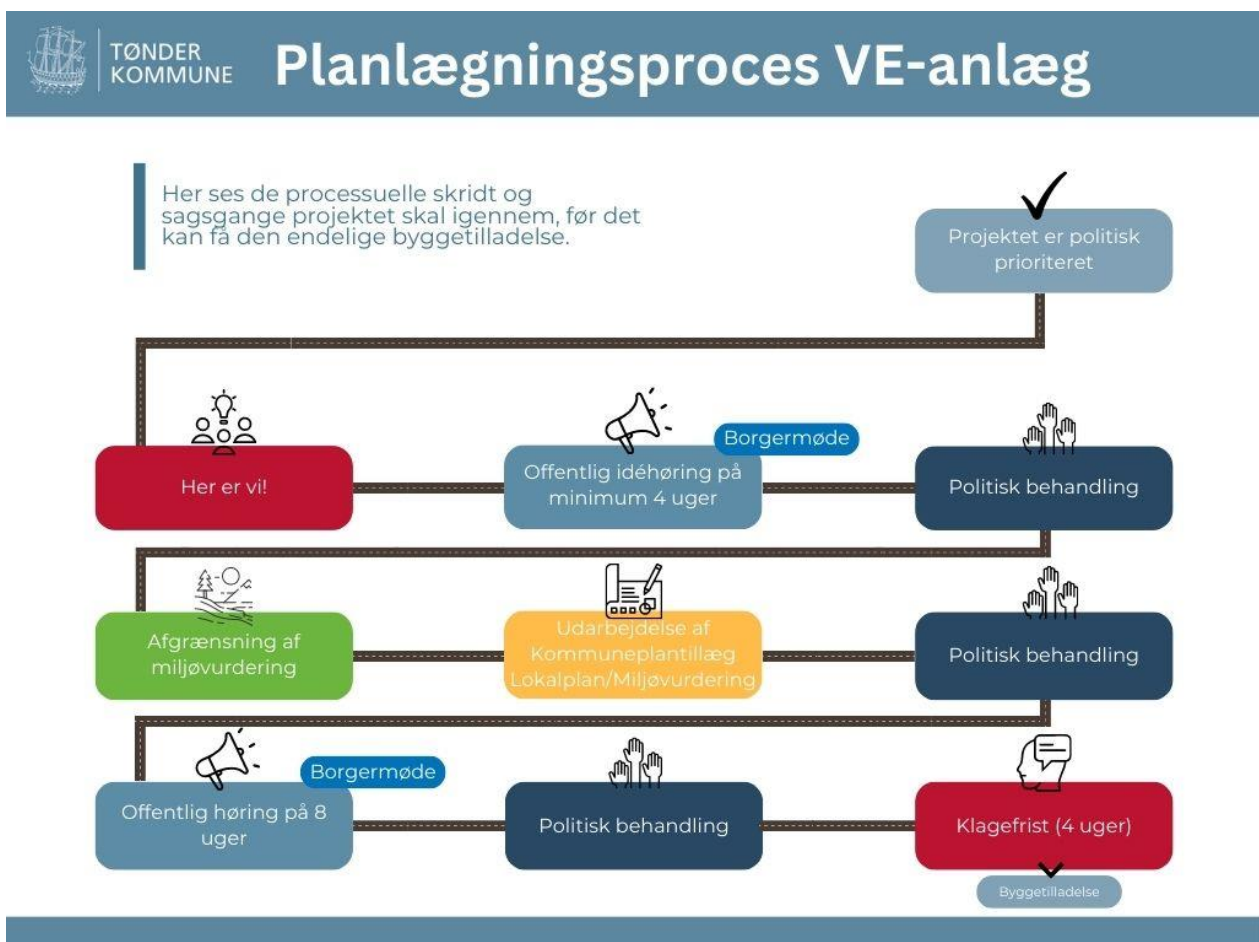 TØNDER
KOMMUNE
Planlægningsproces VE-anlæg
Her ses de processuelle skridt og
sagsgange projektet skal igennem, før det
kan få den endelige byggetilladelse.
Projektet er politisk
prioriteret
Her er vi!
Borgermøde
Offentlig idéhøring på
minimum 4 uger
Politisk behandling
Afgrænsning af
miljøvurdering
Udarbejdelse af
Kommuneplantillæg
Lokalplan/Miljøvurdering
Politisk behandling
Borgermøde
Offentlig høring på 8
uger
Politisk behandling
Klagefrist (4 uger)
Byggetilladelse